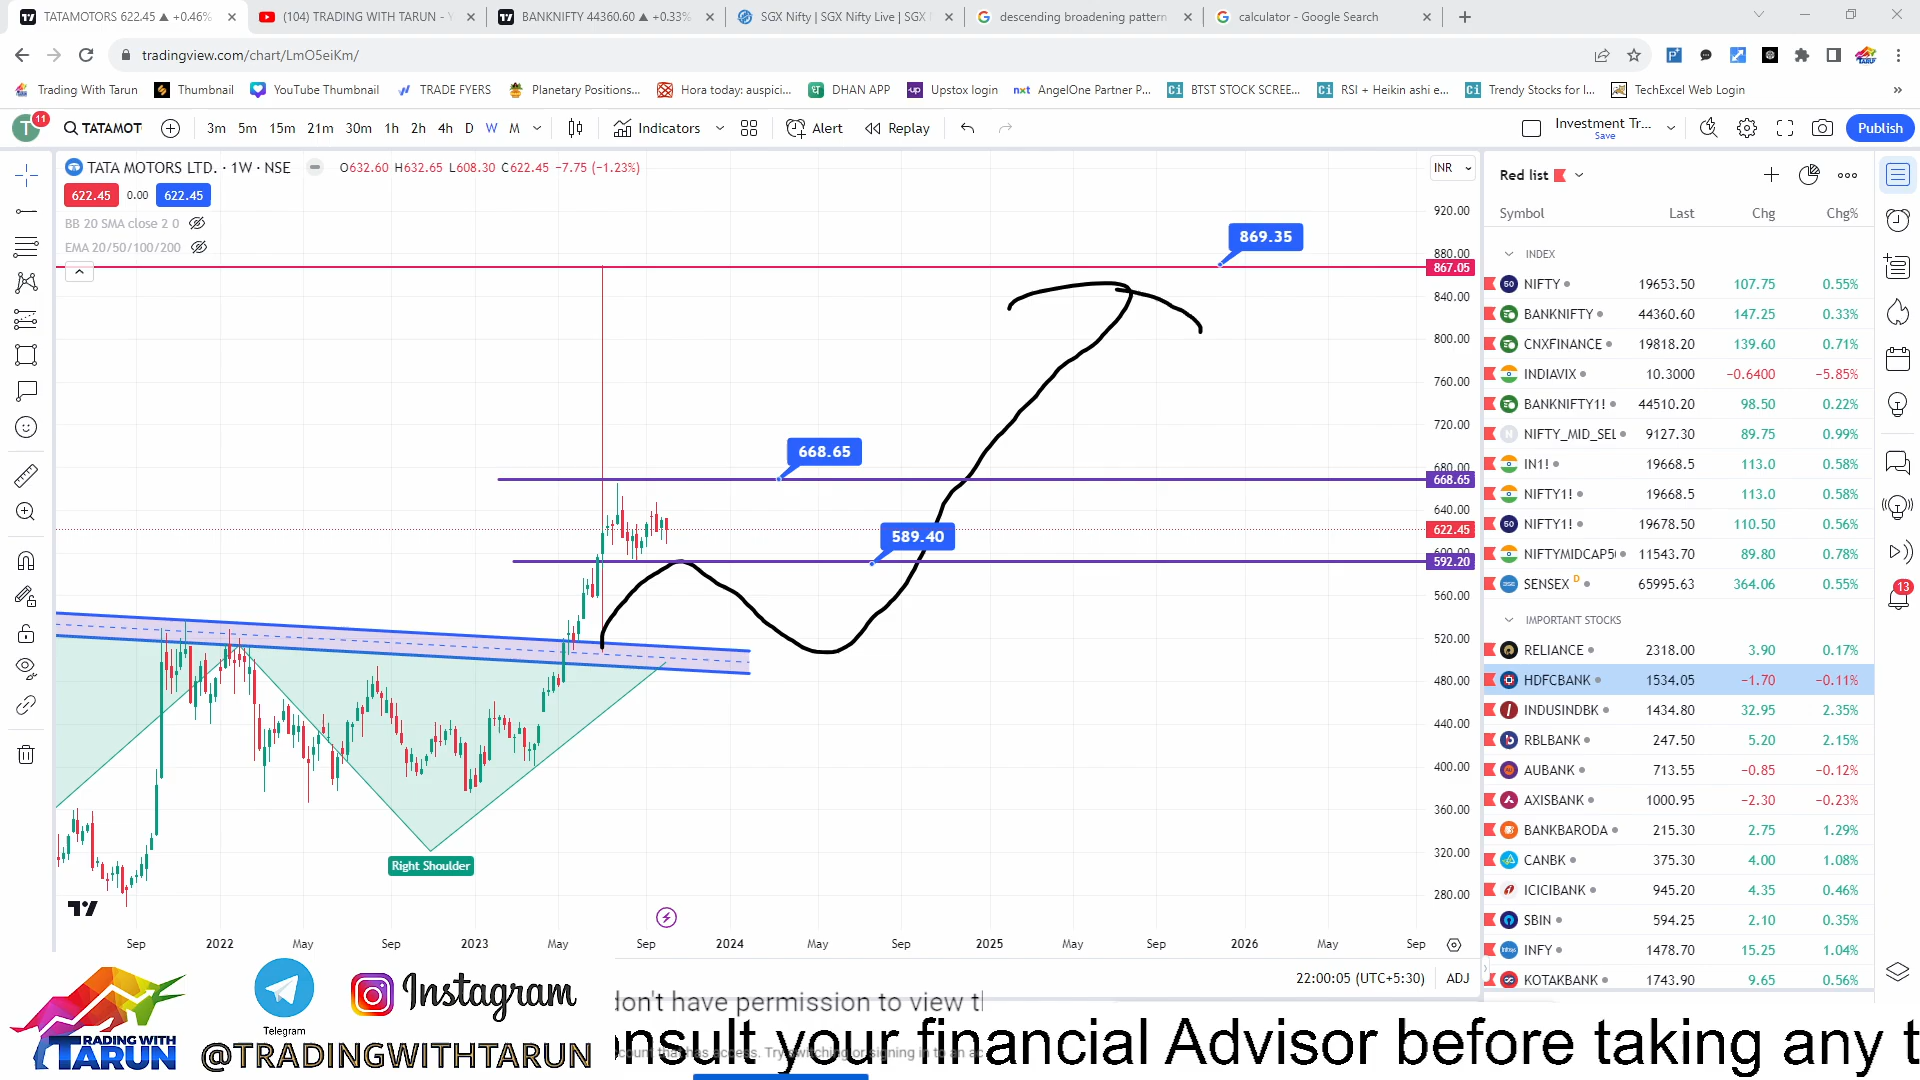 TATAMOTORS 622.45 ▲ +0.46%
(104) TRADING WITH TARUN - Y
BANKNIFTY 44360.60 ▲ +0.33%
SGX Nifty | SGX Nifty Live | SGX
descending broadening pattern
calculator - Google Search
tradingview.com/chart/LmO5eiKm/
Trading With Tarun
Thumbnail
YouTube Thumbnail
TRADE FYERS
Planetary Positions...
Hora today: auspici...
DHAN APP
Upstox login
AngelOne Partner P...
BTST STOCK SCREE...
RSI + Heikin ashi e...
Trendy Stocks for I...
TechExcel Web Login
T 11 TATAMOT 3m 5m 15m 21m 30m 1h 2h 4h D W M Indicators Alert Replay
Investment Tr...
Save
Publish
TATA MOTORS LTD. · 1W · NSE O632.60 H632.65 L608.30 C622.45 −7.75 (−1.23%)
622.45 0.00 622.45
BB 20 SMA close 2 0
EMA 20/50/100/200
INR
920.00
880.00
867.05
840.00
800.00
760.00
720.00
680.00
668.65
640.00
622.45
600.00
592.20
560.00
520.00
480.00
440.00
400.00
360.00
320.00
280.00
869.35
668.65
589.40
Right Shoulder
Sep 2022 May Sep 2023 May Sep 2024 May Sep 2025 May Sep 2026 May Sep
22:00:05 (UTC+5:30) ADJ
Red list
Symbol Last Chg Chg%
INDEX
NIFTY 19653.50 107.75 0.55%
BANKNIFTY 44360.60 147.25 0.33%
CNXFINANCE 19818.20 139.60 0.71%
INDIAVIX 10.3000 −0.6400 −5.85%
BANKNIFTY1! 44510.20 98.50 0.22%
NIFTY_MID_SEL 9127.30 89.75 0.99%
IN1! 19668.5 113.0 0.58%
NIFTY1! 19668.5 113.0 0.58%
NIFTY1! 19678.50 110.50 0.56%
NIFTYMIDCAP5 11543.70 89.80 0.78%
SENSEX D 65995.63 364.06 0.55%
IMPORTANT STOCKS
RELIANCE 2318.00 3.90 0.17%
HDFCBANK 1534.05 −1.70 −0.11%
INDUSINDBK 1434.80 32.95 2.35%
RBLBANK 247.50 5.20 2.15%
AUBANK 713.55 −0.85 −0.12%
AXISBANK 1000.95 −2.30 −0.23%
BANKBARODA 215.30 2.75 1.29%
CANBK 375.30 4.00 1.08%
ICICIBANK 945.20 4.35 0.46%
SBIN 594.25 2.10 0.35%
INFY 1478.70 15.25 1.04%
KOTAKBANK 1743.90 9.65 0.56%
13
TRADING WITH
TARUN
Telegram
Instagram
@TRADINGWITHTARUN
don't have permission to view tl
onsult your financial Advisor before taking any t